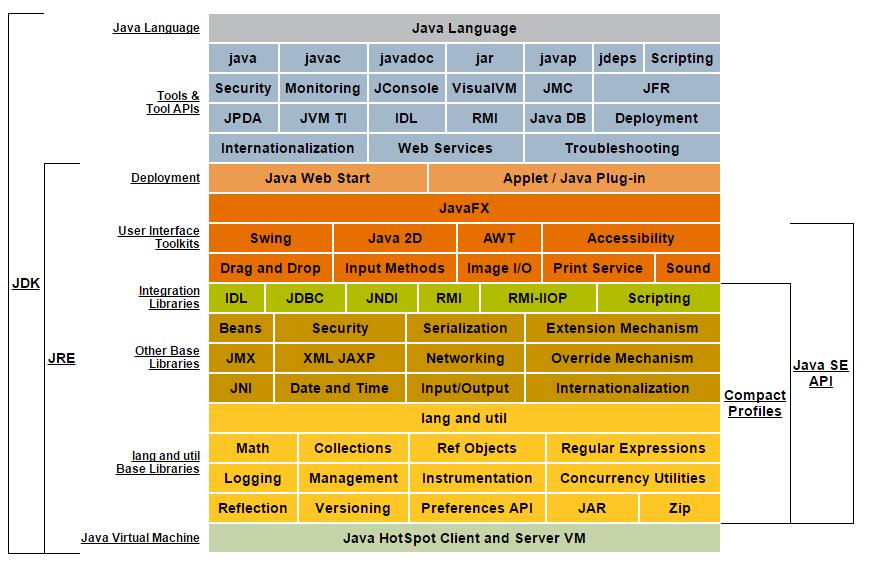 Java Language
Java Language
java javac javadoc jar javap jdeps Scripting
Tools &
Tool APIs
Security Monitoring JConsole VisualVM JMC JFR
JPDA JVM TI IDL RMI Java DB Deployment
Internationalization Web Services Troubleshooting
Deployment
Java Web Start Applet / Java Plug-in
JavaFX
User Interface
Toolkits
Swing Java 2D AWT Accessibility
Drag and Drop Input Methods Image I/O Print Service Sound
Integration
Libraries
IDL JDBC JNDI RMI RMI-IIOP Scripting
JDK
Beans Security Serialization Extension Mechanism
Other Base
Libraries
JMX XML JAXP Networking Override Mechanism
JRE
Java SE
API
JNI Date and Time Input/Output Internationalization
Compact
Profiles
lang and util
lang and util
Base Libraries
Math Collections Ref Objects Regular Expressions
Logging Management Instrumentation Concurrency Utilities
Reflection Versioning Preferences API JAR Zip
Java Virtual Machine
Java HotSpot Client and Server VM